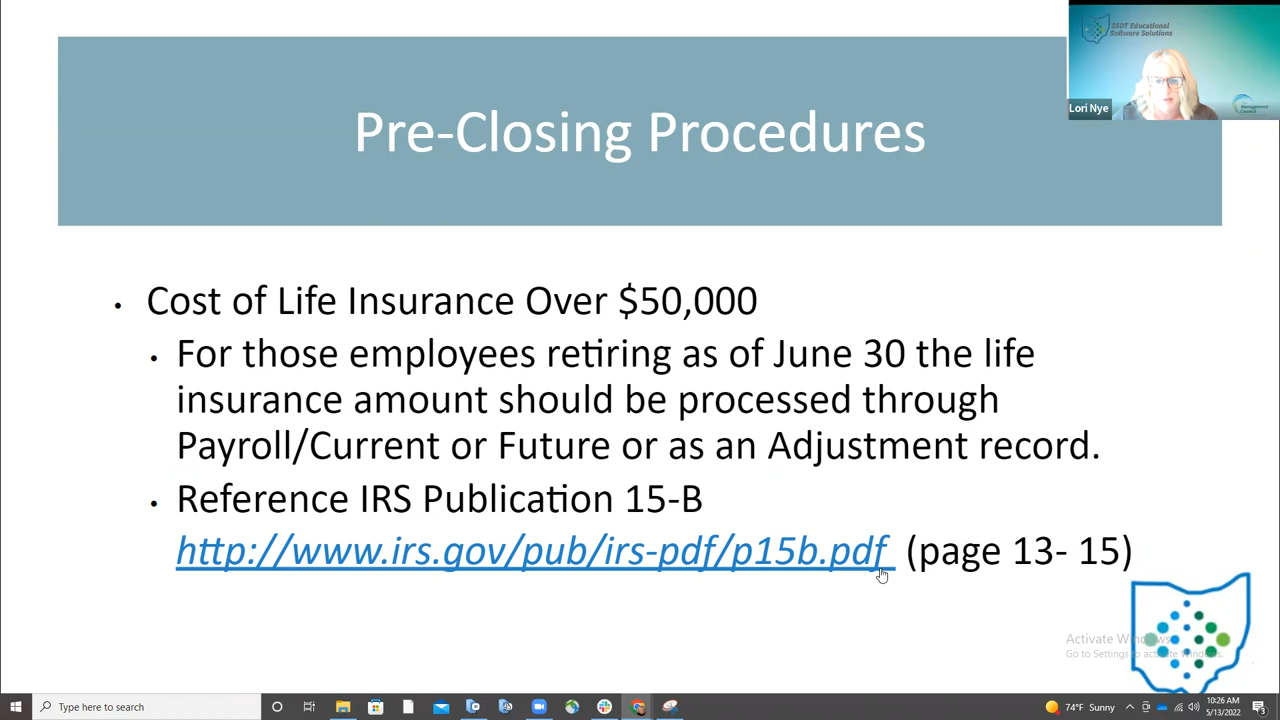 SSDT Educational
Software Solutions
Lori Nye
Management
Council
Pre-Closing Procedures
• Cost of Life Insurance Over $50,000
• For those employees retiring as of June 30 the life
insurance amount should be processed through
Payroll/Current or Future or as an Adjustment record.
• Reference IRS Publication 15-B
http://www.irs.gov/pub/irs-pdf/p15b.pdf (page 13- 15)
Activate Windows
Go to Settings to activate Windows.
Type here to search
74°F Sunny
10:26 AM
5/13/2022
3